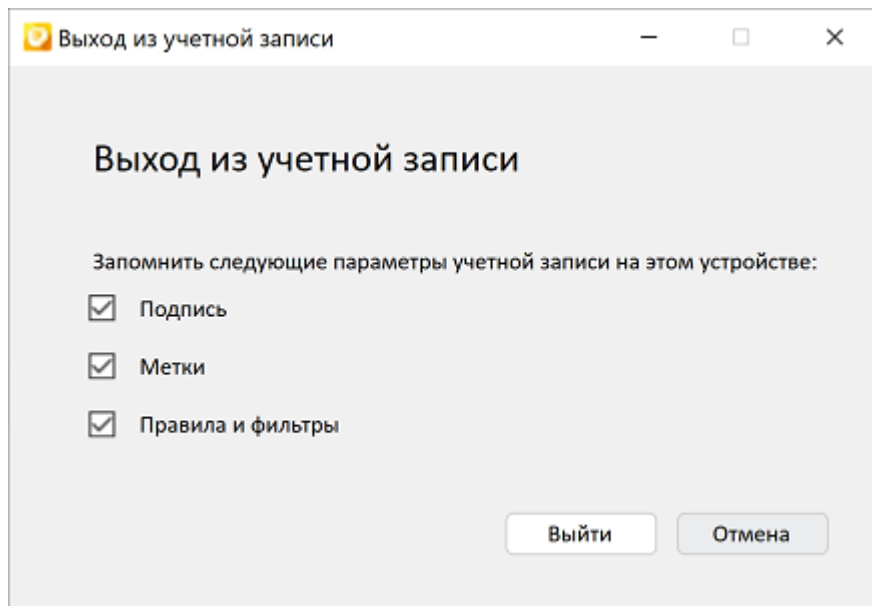 Выход из учетной записи
Выход из учетной записи
Запомнить следующие параметры учетной записи на этом устройстве:
Подпись
Метки
Правила и фильтры
Выйти
Отмена